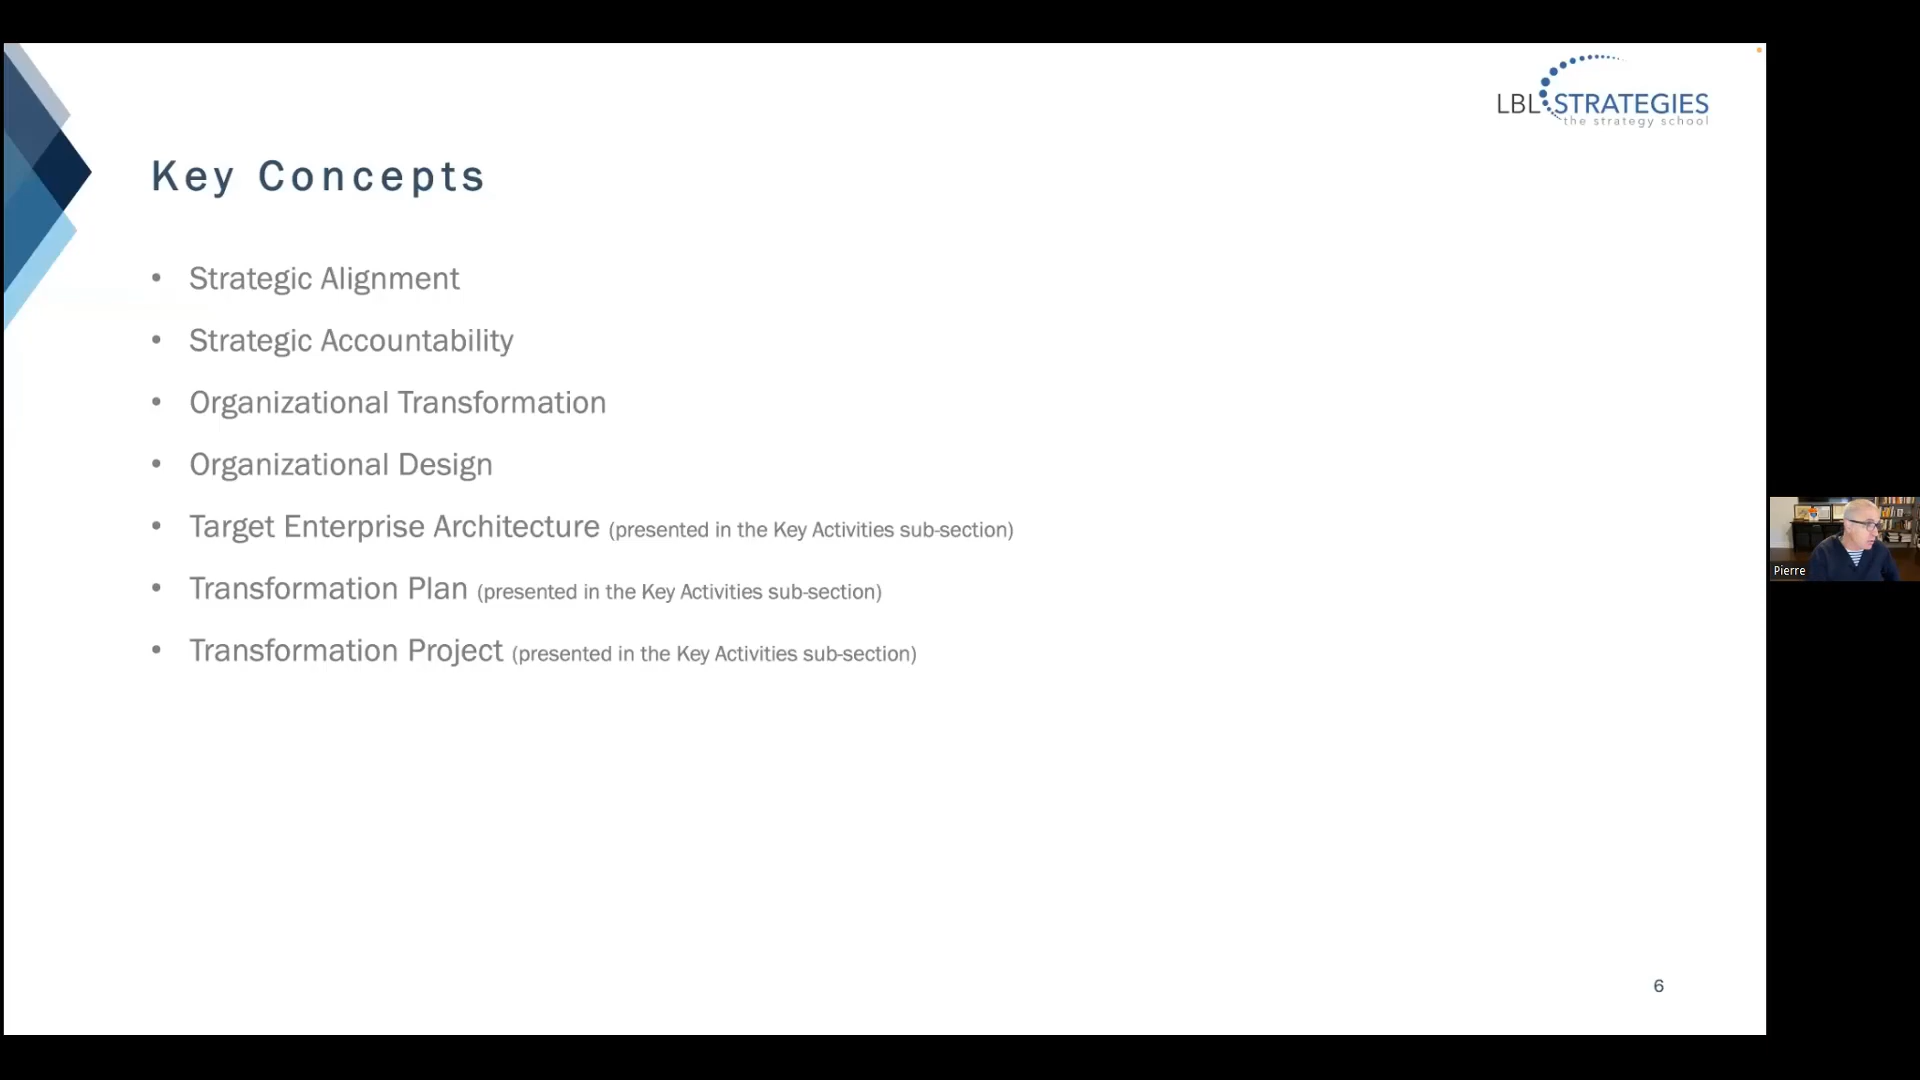 LBL STRATEGIES
the strategy school
Key Concepts
• Strategic Alignment
• Strategic Accountability
• Organizational Transformation
• Organizational Design
• Target Enterprise Architecture (presented in the Key Activities sub-section)
• Transformation Plan (presented in the Key Activities sub-section)
• Transformation Project (presented in the Key Activities sub-section)
Pierre
6